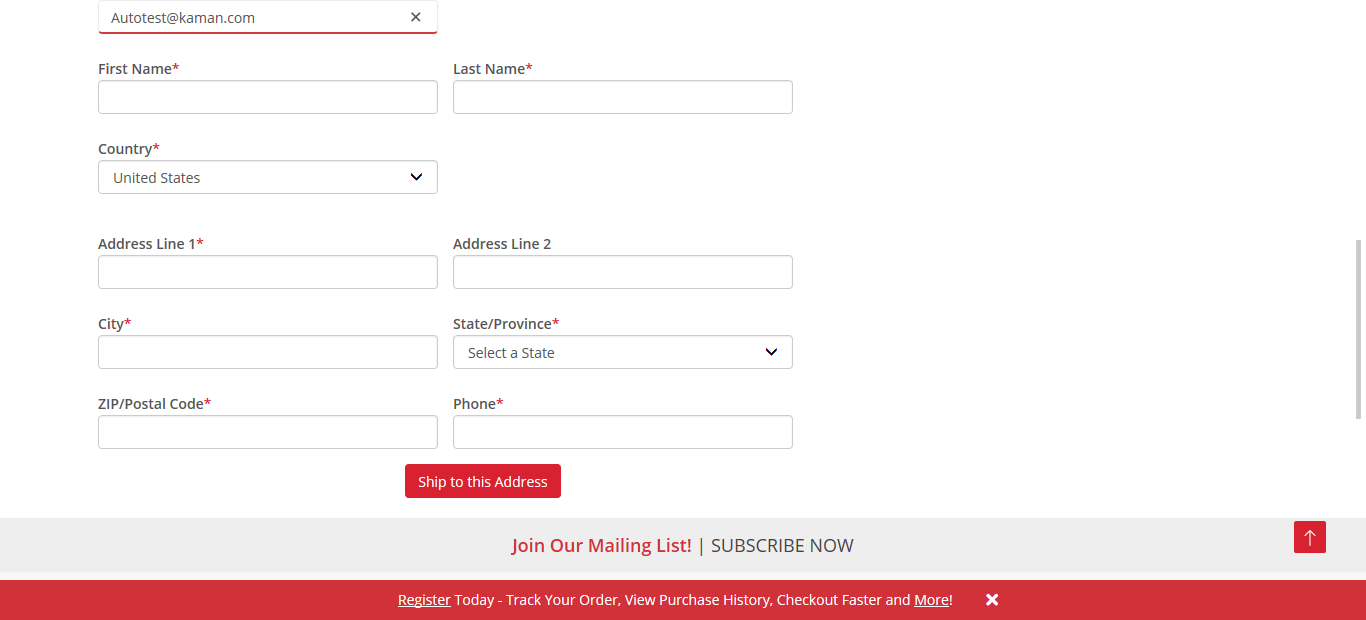 Autotest@kaman.com ✕
First Name* Last Name*
Country*
United States
Address Line 1* Address Line 2
City* State/Province*
Select a State
ZIP/Postal Code* Phone*
Ship to this Address
Join Our Mailing List! | SUBSCRIBE NOW
Register Today - Track Your Order, View Purchase History, Checkout Faster and More! ✕